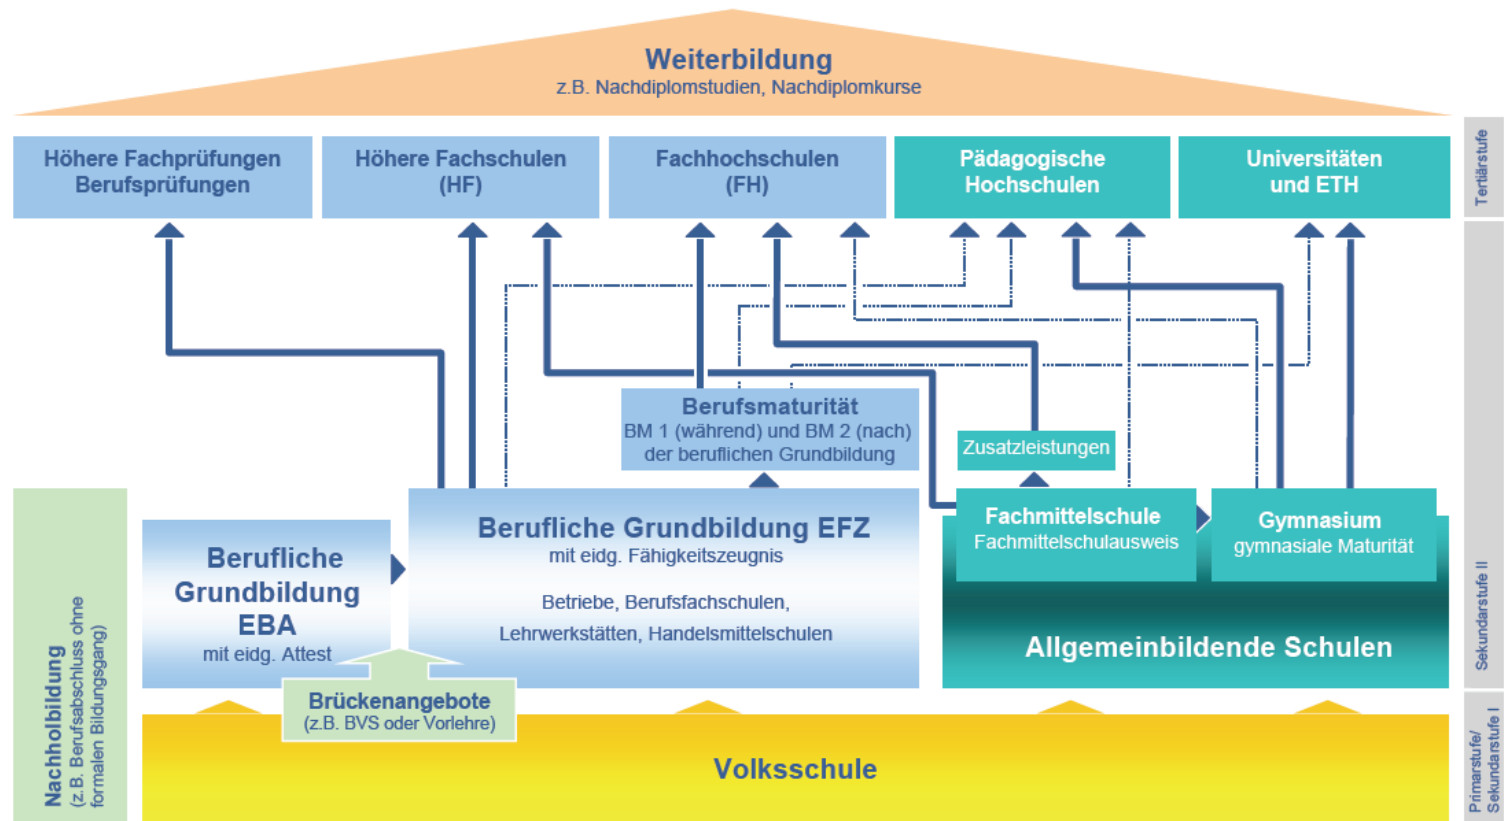 Weiterbildung
z.B. Nachdiplomstudien, Nachdiplomkurse
Höhere Fachprüfungen
Berufsprüfungen
Höhere Fachschulen
(HF)
Fachhochschulen
(FH)
Pädagogische
Hochschulen
Universitäten
und ETH
Tertiärstufe
Berufsmaturität
BM 1 (während) und BM 2 (nach)
der beruflichen Grundbildung
Zusatzleistungen
Berufliche
Grundbildung
EBA
mit eidg. Attest
Berufliche Grundbildung EFZ
mit eidg. Fähigkeitszeugnis
Betriebe, Berufsfachschulen,
Lehrwerkstätten, Handelsmittelschulen
Fachmittelschule
Fachmittelschulausweis
Gymnasium
gymnasiale Maturität
Allgemeinbildende Schulen
Sekundarstufe II
Nachholbildung
(z.B. Berufsabschluss ohne
formalen Bildungsgang)
Brückenangebote
(z.B. BVS oder Vorlehre)
Volksschule
Primarstufe/
Sekundarstufe I